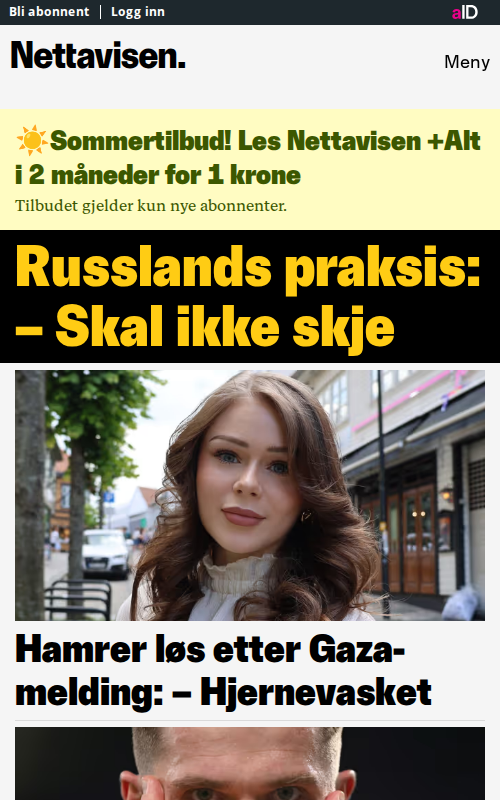 Bli abonnent | Logg inn
aID
Nettavisen.
Meny
☀️Sommertilbud! Les Nettavisen +Alt
i 2 måneder for 1 krone
Tilbudet gjelder kun nye abonnenter.
Russlands praksis:
– Skal ikke skje
Hamrer løs etter Gaza-
melding: – Hjernevasket